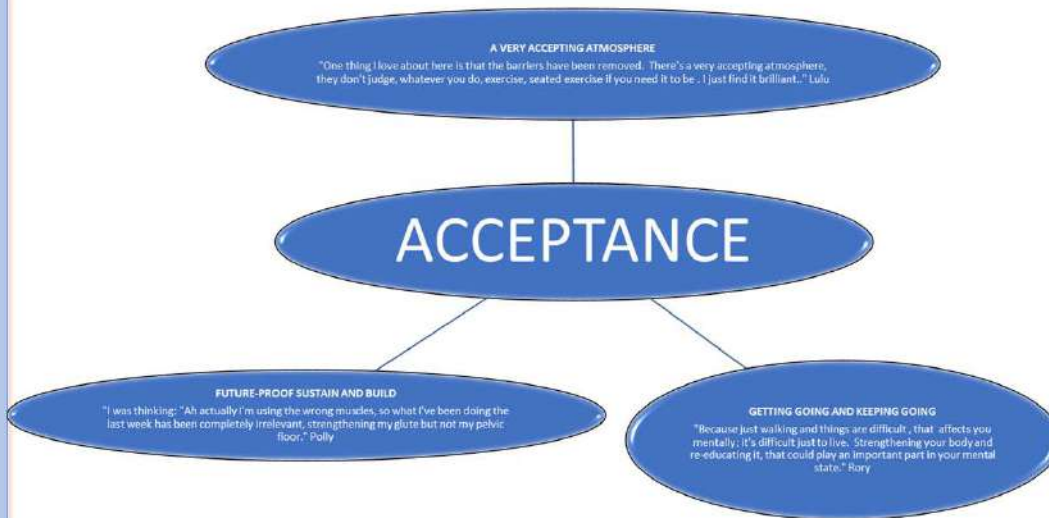 A VERY ACCEPTING ATMOSPHERE
"One thing I love about here is that the barriers have been removed. There's a very accepting atmosphere,
they don't judge, whatever you do, exercise, seated exercise if you need it to be . I just find it brilliant.." Lulu
ACCEPTANCE
FUTURE-PROOF SUSTAIN AND BUILD
"I was thinking: "Ah actually I'm using the wrong muscles, so what I've been doing the
last week has been completely irrelevant, strengthening my glute but not my pelvic
floor." Polly
GETTING GOING AND KEEPING GOING
"Because just walking and things are difficult , that affects you
mentally ; it's difficult just to live. Strengthening your body and
re-educating it, that could play an important part in your mental
state." Rory